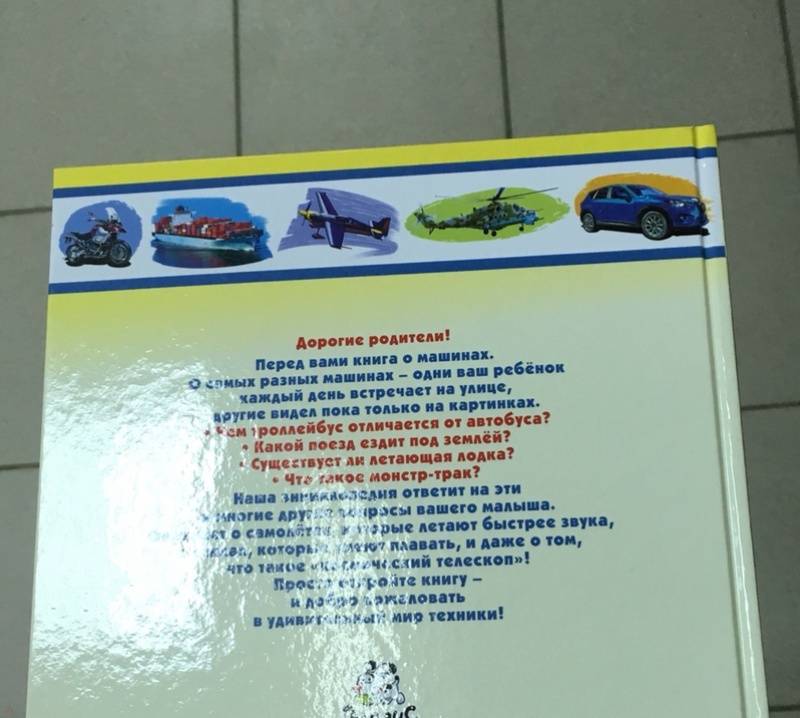 Дорогие родители!
Перед вами книга о машинах.
О самых разных машинах – одни ваш ребёнок
каждый день встречает на улице,
другие видел пока только на картинках.
• Чем троллейбус отличается от автобуса?
• Какой поезд ездит под землёй?
• Существует ли летающая лодка?
• Что такое монстр-трак?
Наша энциклопедия ответит на эти
и многие другие вопросы вашего малыша.
о самолётах, которые летают быстрее звука,
которые умеют плавать, и даже о том,
что такое «космический телескоп»!
Просто откройте книгу –
и добро пожаловать
в удивительный мир техники!